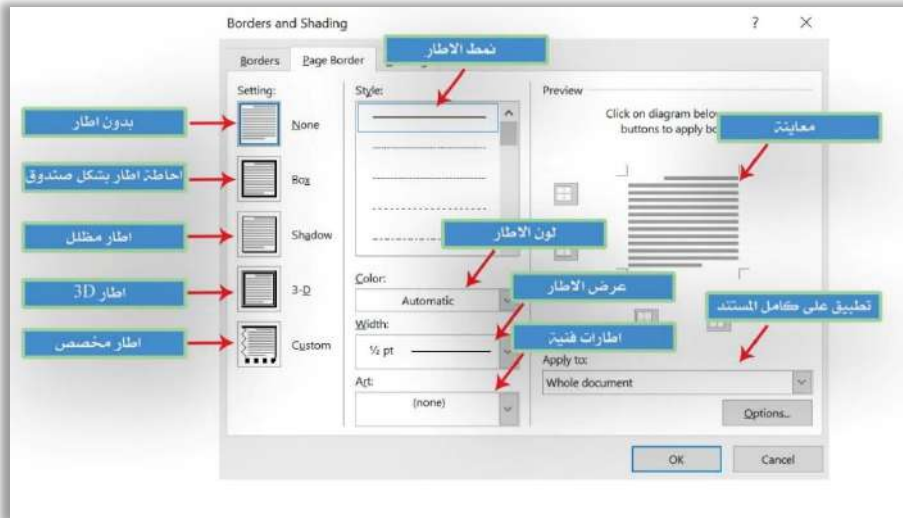 Borders and Shading
?
Borders
Page Border
نمط الاطار
Setting:
Style:
Preview
بدون اطار
None
Click on diagram below
buttons to apply
معاينة
احاطة اطار بشكل صندوق
Box
اطار مظلل
Shadow
لون الاطار
اطار 3D
3-D
Color:
Automatic
عرض الاطار
تطبيق على كامل المستند
Width:
½ pt
اطارات فنية
اطار مخصص
Custom
Apply to:
Whole document
Art:
(none)
Options...
OK
Cancel